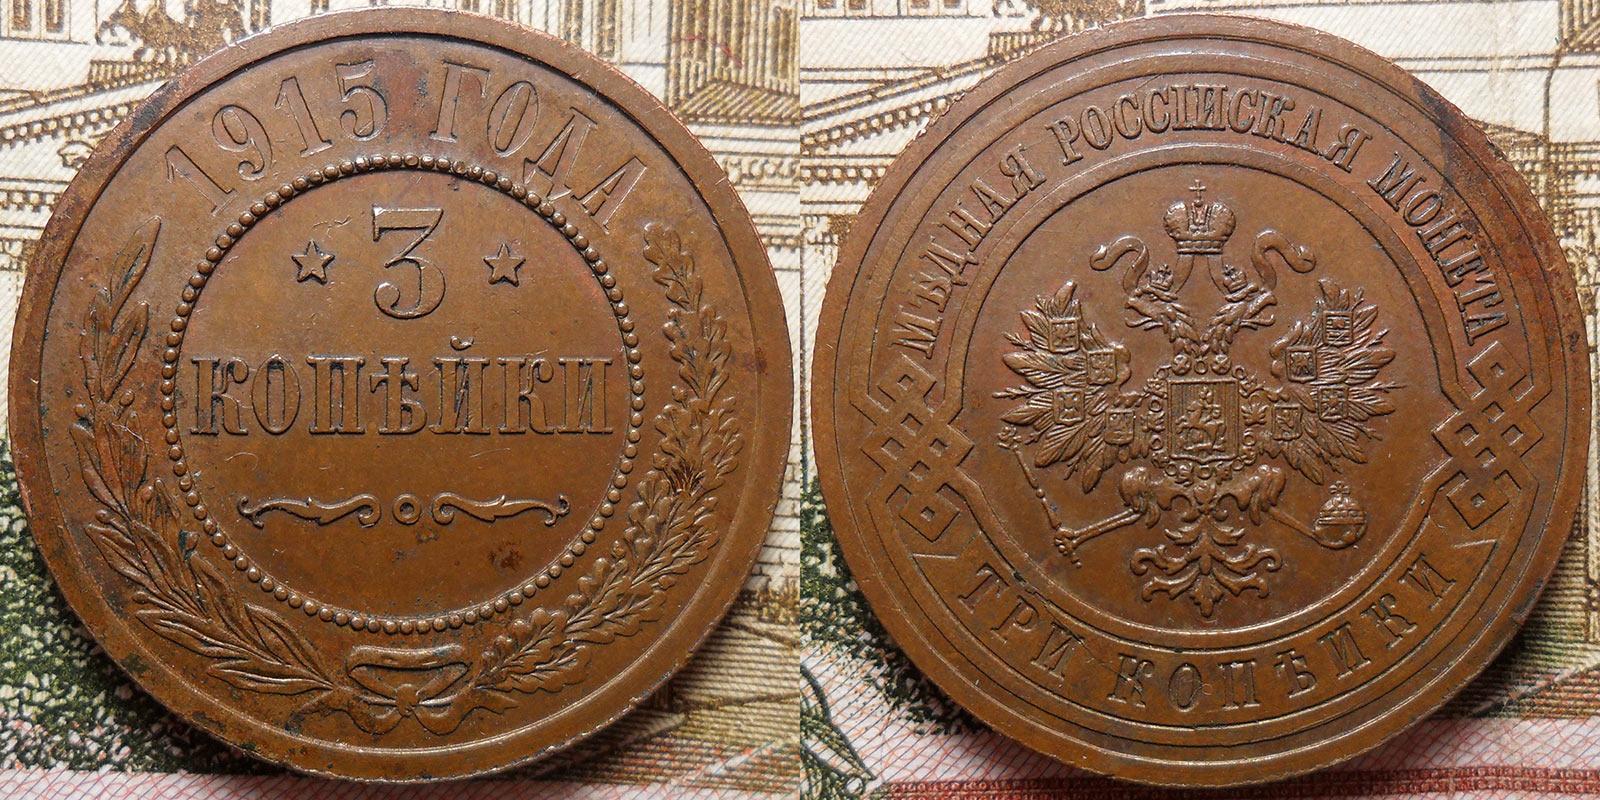 1915 ГОДА
3
КОПѢЙКИ
МѢДНАЯ РОССІЙСКАЯ МОНЕТА
ТРИ КОПѢЙКИ